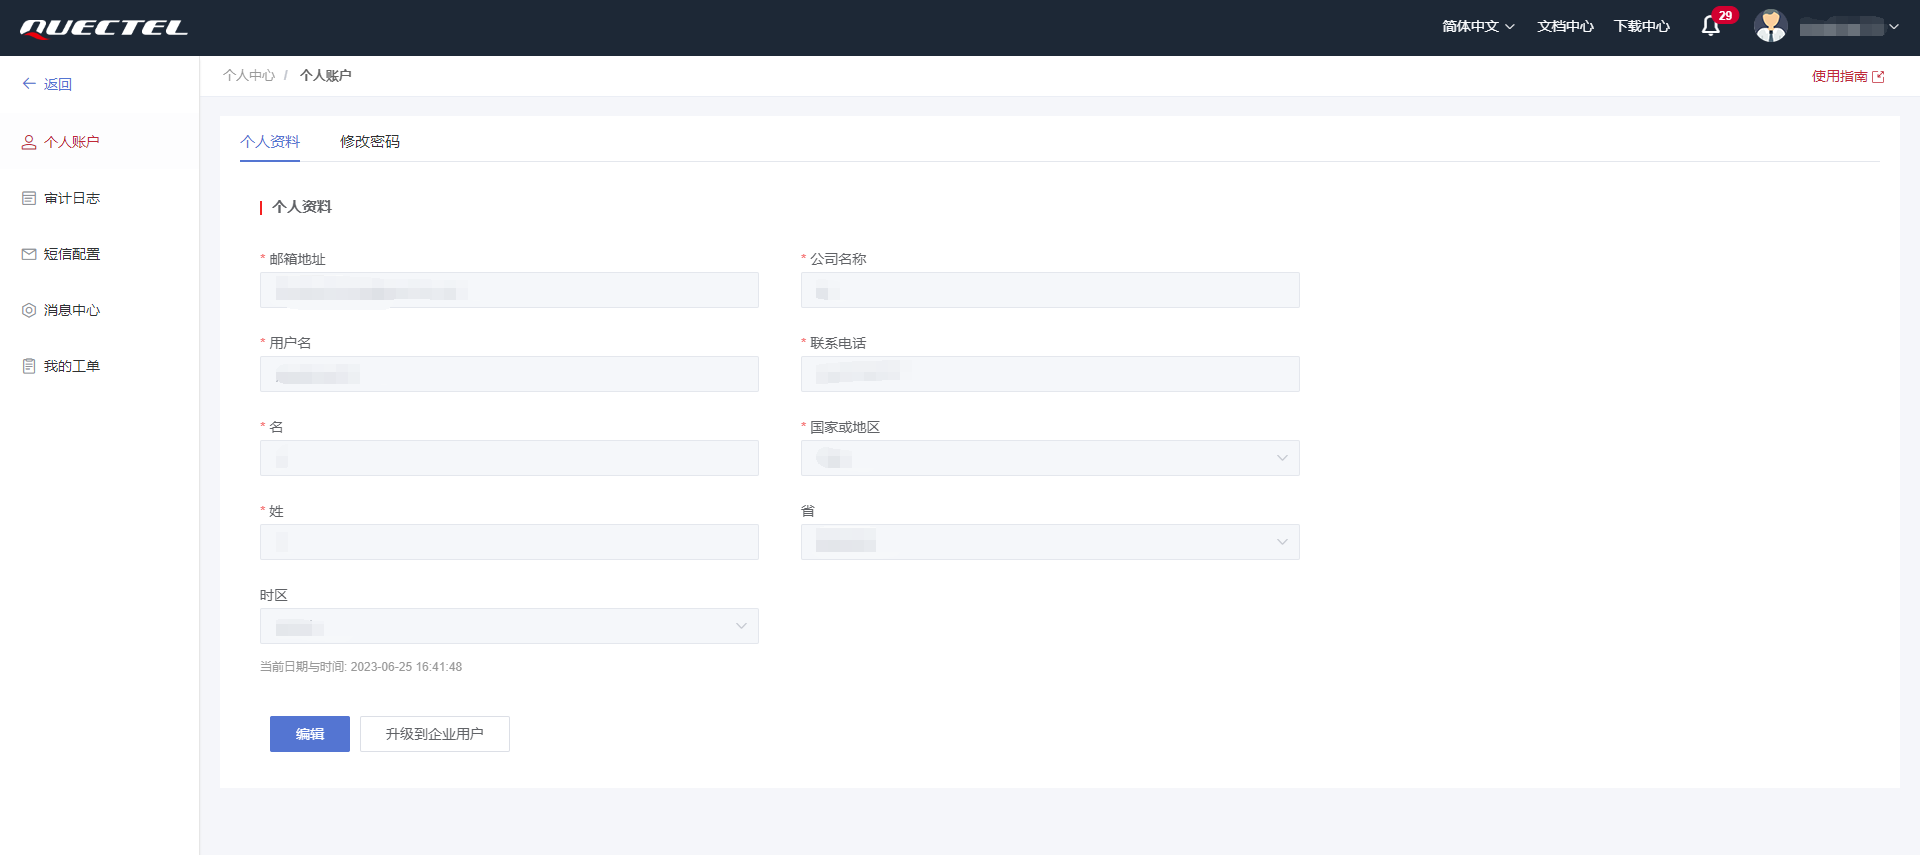 QUECTEL
简体中文 文档中心 下载中心 29
返回
个人中心 / 个人账户
使用指南
个人账户
审计日志
短信配置
消息中心
我的工单
个人资料 修改密码
个人资料
* 邮箱地址
* 公司名称
* 用户名
* 联系电话
* 名
* 国家或地区
* 姓
省
时区
当前日期与时间: 2023-06-25 16:41:48
编辑 升级到企业用户